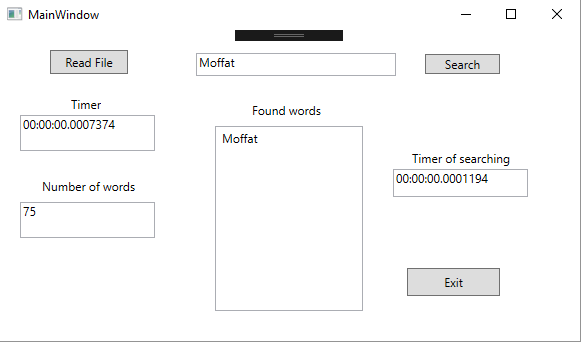 MainWindow
Read File
Moffat
Search
Timer
00:00:00.0007374
Found words
Moffat
Timer of searching
00:00:00.0001194
Number of words
75
Exit